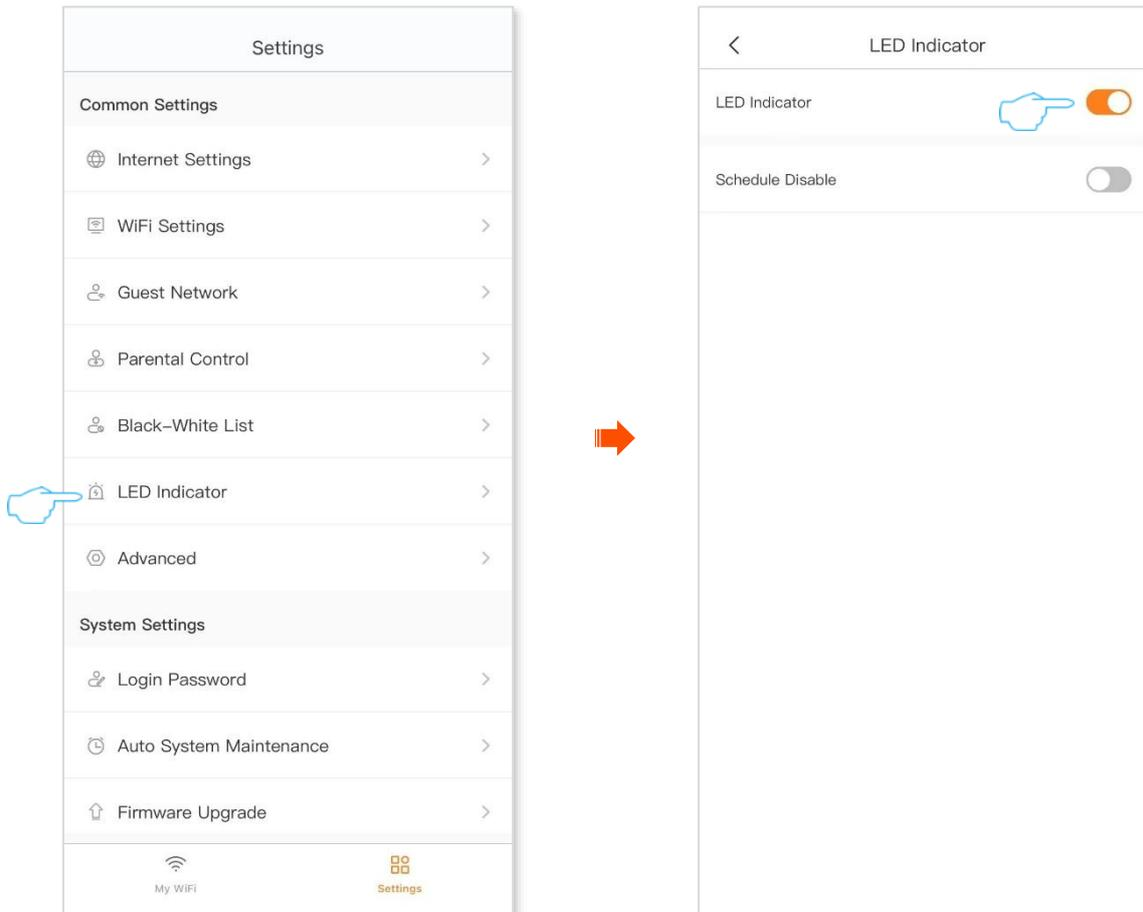 Settings
Common Settings
Internet Settings
WiFi Settings
Guest Network
Parental Control
Black-White List
LED Indicator
Advanced
System Settings
Login Password
Auto System Maintenance
Firmware Upgrade
My WiFi
Settings
LED Indicator
LED Indicator
Schedule Disable